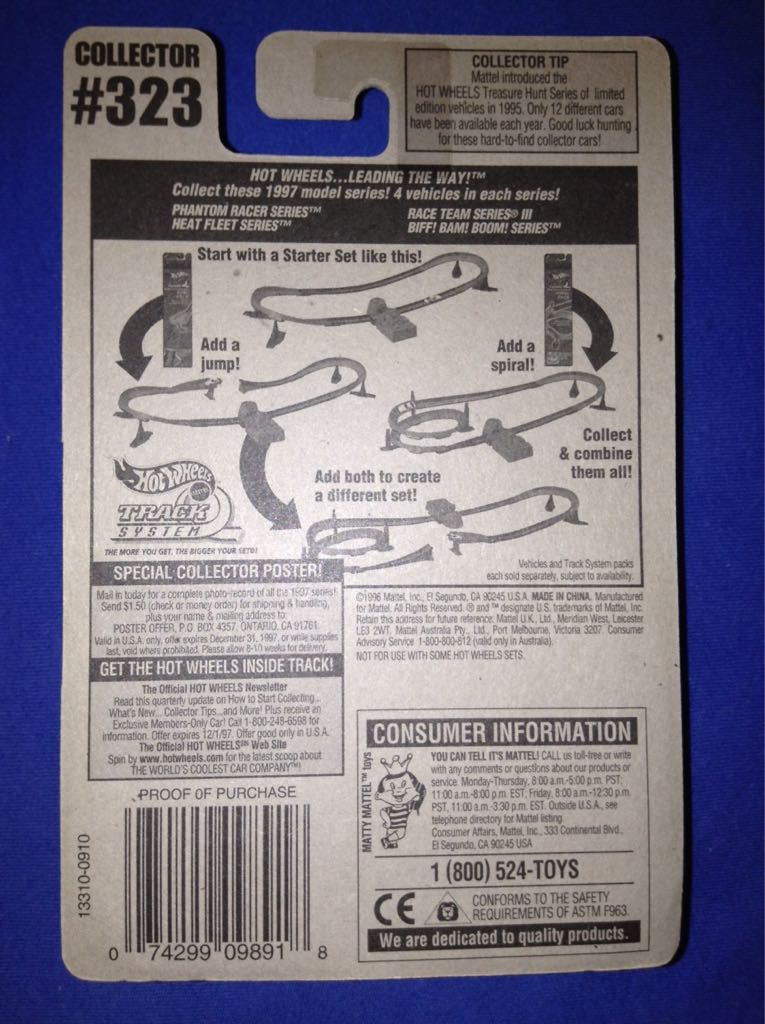 COLLECTOR
#323
COLLECTOR TIP
Mattel introduced the
HOT WHEELS Treasure Hunt Series of limited
edition vehicles in 1995. Only 12 different cars
have been available each year. Good luck hunting
for these hard-to-find collector cars!
HOT WHEELS...LEADING THE WAY!™
Collect these 1997 model series! 4 vehicles in each series!
PHANTOM RACER SERIES™
HEAT FLEET SERIES™
RACE TEAM SERIES® III
BIFF! BAM! BOOM! SERIES™
Start with a Starter Set like this!
Add a
jump!
Add a
spiral!
Collect
& combine
them all!
Add both to create
a different set!
HOT WHEELS
TRACK
SYSTEM
THE MORE YOU GET, THE BIGGER YOUR SETS!
Vehicles and Track System packs
each sold separately, subject to availability.
SPECIAL COLLECTOR POSTER!
Mail in today for a complete photo-record of all the 1997 series!
Send $1.50 (check or money order) for shipping & handling,
plus your name & mailing address to:
POSTER OFFER, P.O. BOX 4357, ONTARIO, CA 91761.
Valid in U.S.A. only, offer expires December 31, 1997, or while supplies
last, void where prohibited. Please allow 8-10 weeks for delivery.
GET THE HOT WHEELS INSIDE TRACK!
The Official HOT WHEELS Newsletter
Read this quarterly update on How to Start Collecting...
What's New... Collector Tips...and More! Plus receive an
Exclusive Members-Only Car! Call 1-800-248-6598 for
information. Offer expires 12/1/97. Offer good only in U.S.A.
The Official HOT WHEELS℠ Web Site
Spin by www.hotwheels.com for the latest scoop about
THE WORLD'S COOLEST CAR COMPANY™!
©1996 Mattel, Inc., El Segundo, CA 90245 U.S.A. MADE IN CHINA. Manufactured
for Mattel. All Rights Reserved. ® and ™ designate U.S. trademarks of Mattel, Inc.
Retain this address for future reference: Mattel U.K., Ltd., Meridian West, Leicester
LE3 2WT. Mattel Australia Pty., Ltd., Port Melbourne, Victoria 3207. Consumer
Advisory Service 1-800-800-812 (valid only in Australia).
NOT FOR USE WITH SOME HOT WHEELS SETS.
PROOF OF PURCHASE
13310-0910
0 74299 09891 8
CONSUMER INFORMATION
MATTY MATTEL™ toys
YOU CAN TELL IT'S MATTEL! CALL us toll-free or write
with any comments or questions about our products or
service. Monday-Thursday, 8:00 a.m.-5:00 p.m. PST;
11:00 a.m.-8:00 p.m. EST; Friday, 8:00 a.m.-12:30 p.m.
PST, 11:00 a.m.-3:30 p.m. EST. Outside U.S.A., see
telephone directory for Mattel listing.
Consumer Affairs, Mattel, Inc., 333 Continental Blvd.,
El Segundo, CA 90245 USA
1 (800) 524-TOYS
CE
CONFORMS TO THE SAFETY
REQUIREMENTS OF ASTM F963.
We are dedicated to quality products.